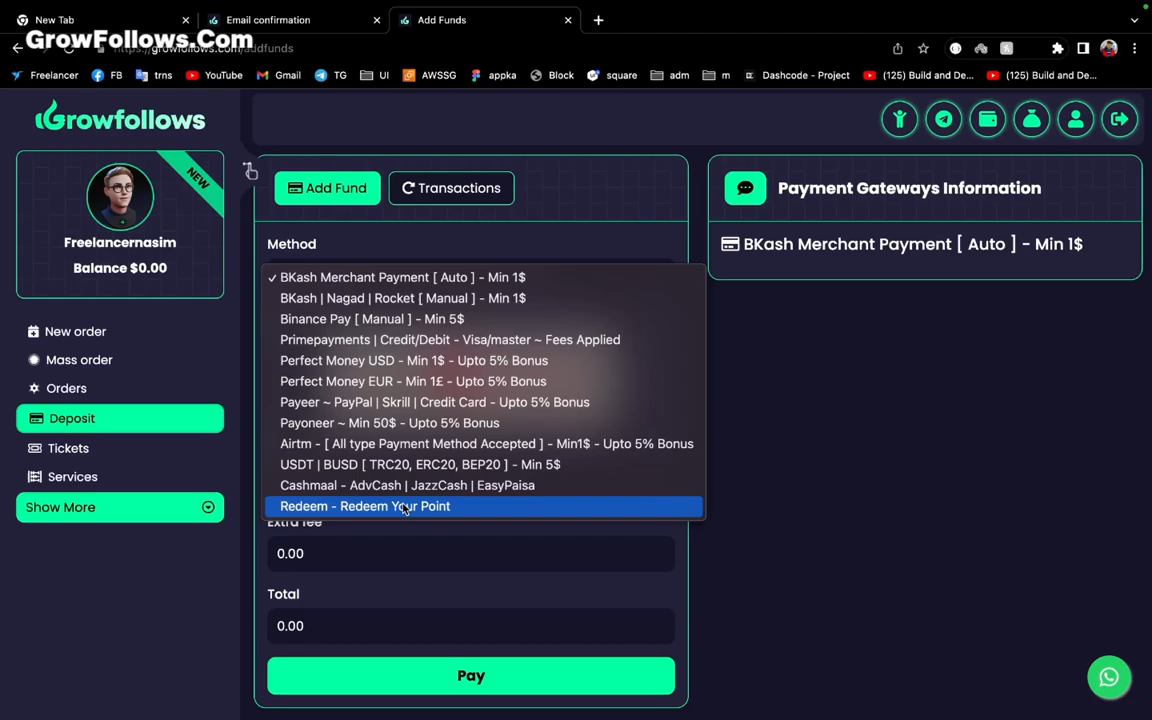 New Tab
Email confirmation
Add Funds
GrowFollows.Com
https://growfollows.com/addfunds
Freelancer
FB
trns
YouTube
Gmail
TG
UI
AWSSG
appka
Block
square
adm
m
Dashcode - Project
(125) Build and De...
(125) Build and De...
Growfollows
NEW
Freelancernasim
Balance $0.00
New order
Mass order
Orders
Deposit
Tickets
Services
Show More
Add Fund
Transactions
Method
BKash Merchant Payment [ Auto ] - Min 1$
BKash | Nagad | Rocket [ Manual ] - Min 1$
Binance Pay [ Manual ] - Min 5$
Primepayments | Credit/Debit - Visa/master ~ Fees Applied
Perfect Money USD - Min 1$ - Upto 5% Bonus
Perfect Money EUR - Min 1£ - Upto 5% Bonus
Payeer ~ PayPal | Skrill | Credit Card - Upto 5% Bonus
Payoneer ~ Min 50$ - Upto 5% Bonus
Airtm - [ All type Payment Method Accepted ] - Min1$ - Upto 5% Bonus
USDT | BUSD [ TRC20, ERC20, BEP20 ] - Min 5$
Cashmaal - AdvCash | JazzCash | EasyPaisa
Redeem - Redeem Your Point
Extra fee
0.00
Total
0.00
Pay
Payment Gateways Information
BKash Merchant Payment [ Auto ] - Min 1$